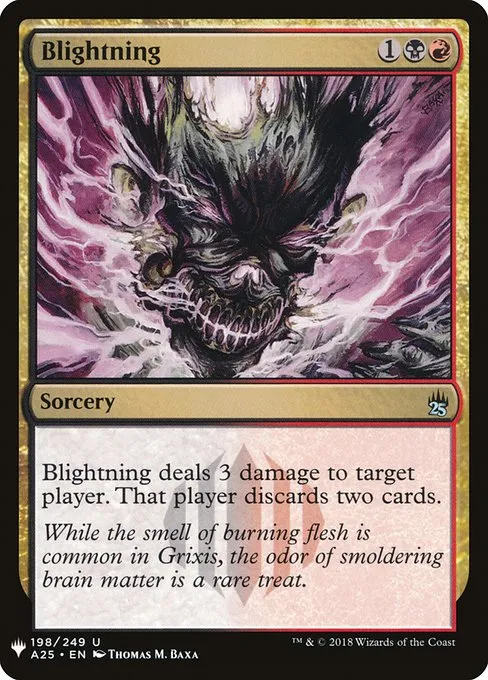 Blightning 1
Sorcery
25
Blightning deals 3 damage to target
player. That player discards two cards.
While the smell of burning flesh is
common in Grixis, the odor of smoldering
brain matter is a rare treat.
198/249 U
A25 • EN Thomas M. Baxa
™ & © 2018 Wizards of the Coast